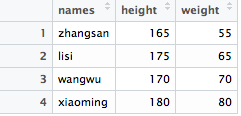 names height weight
1 zhangsan 165 55
2 lisi 175 65
3 wangwu 170 70
4 xiaoming 180 80